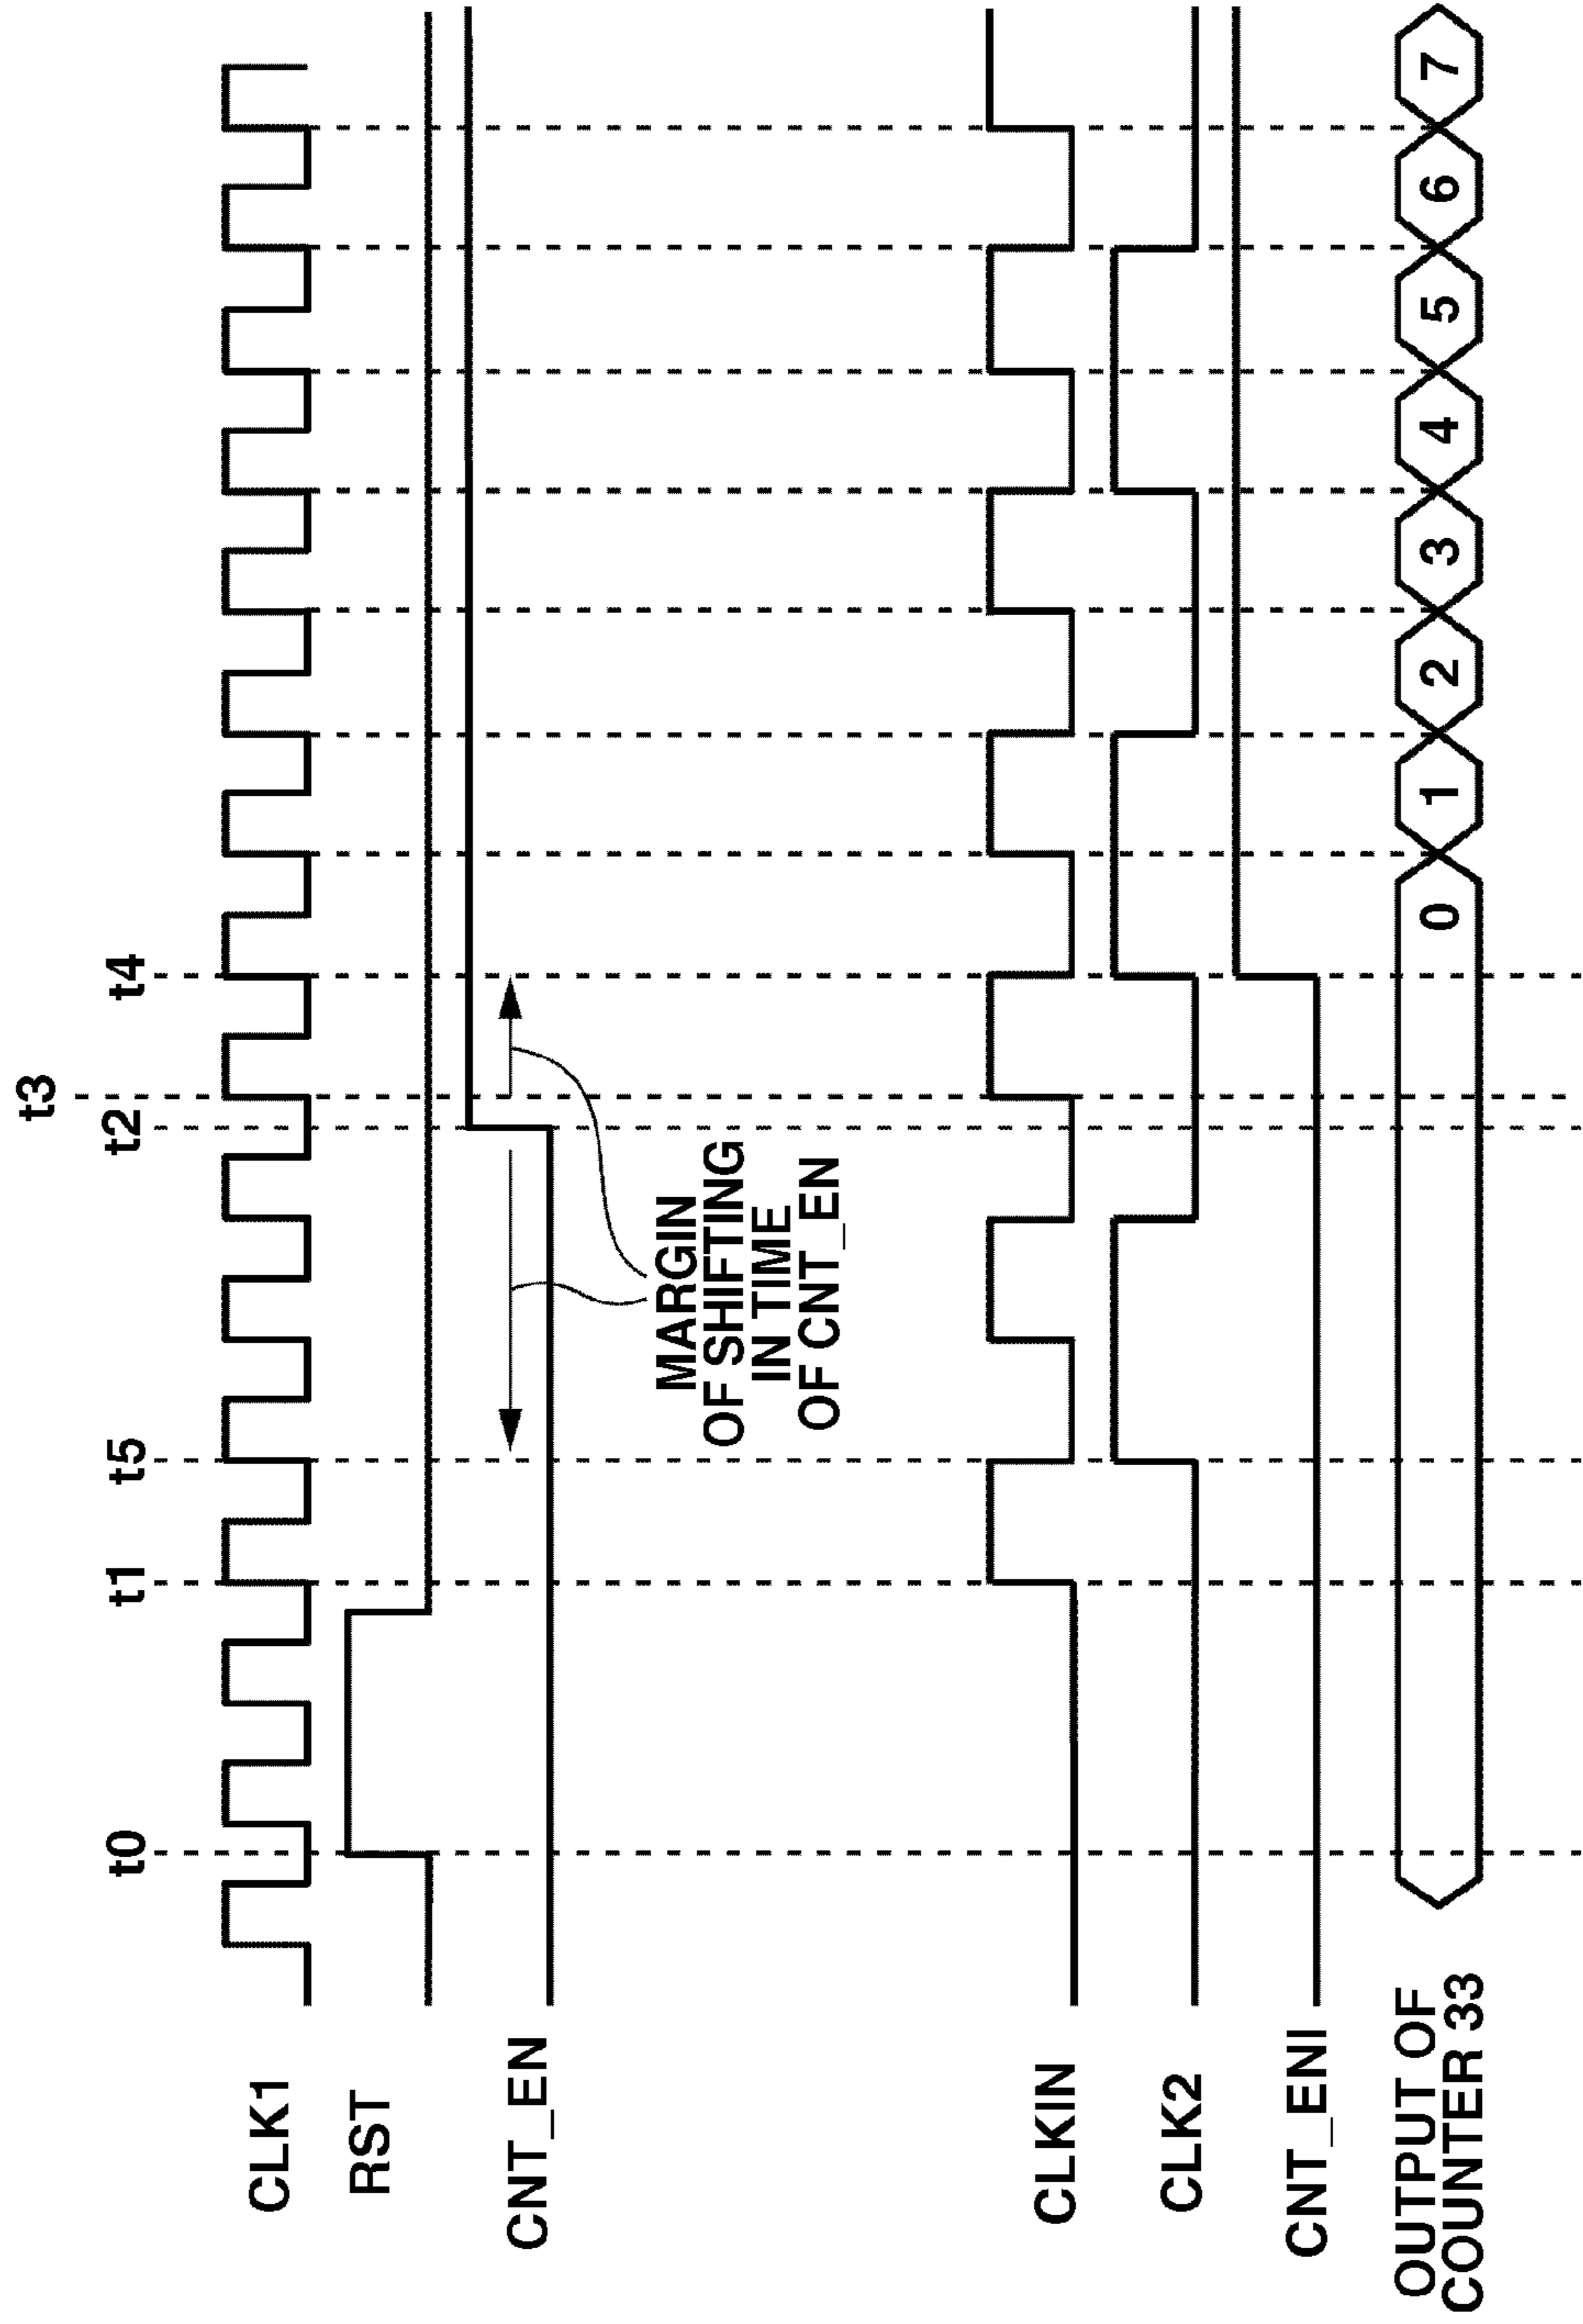 t3
t0
t1
t5
t2
t4
CLK1
RST
CNT_EN
MARGIN
OF SHIFTING
IN TIME
OF CNT_EN
CLKIN
CLK2
CNT_ENI
OUTPUT OF
COUNTER 33
0
1
2
3
4
5
6
7